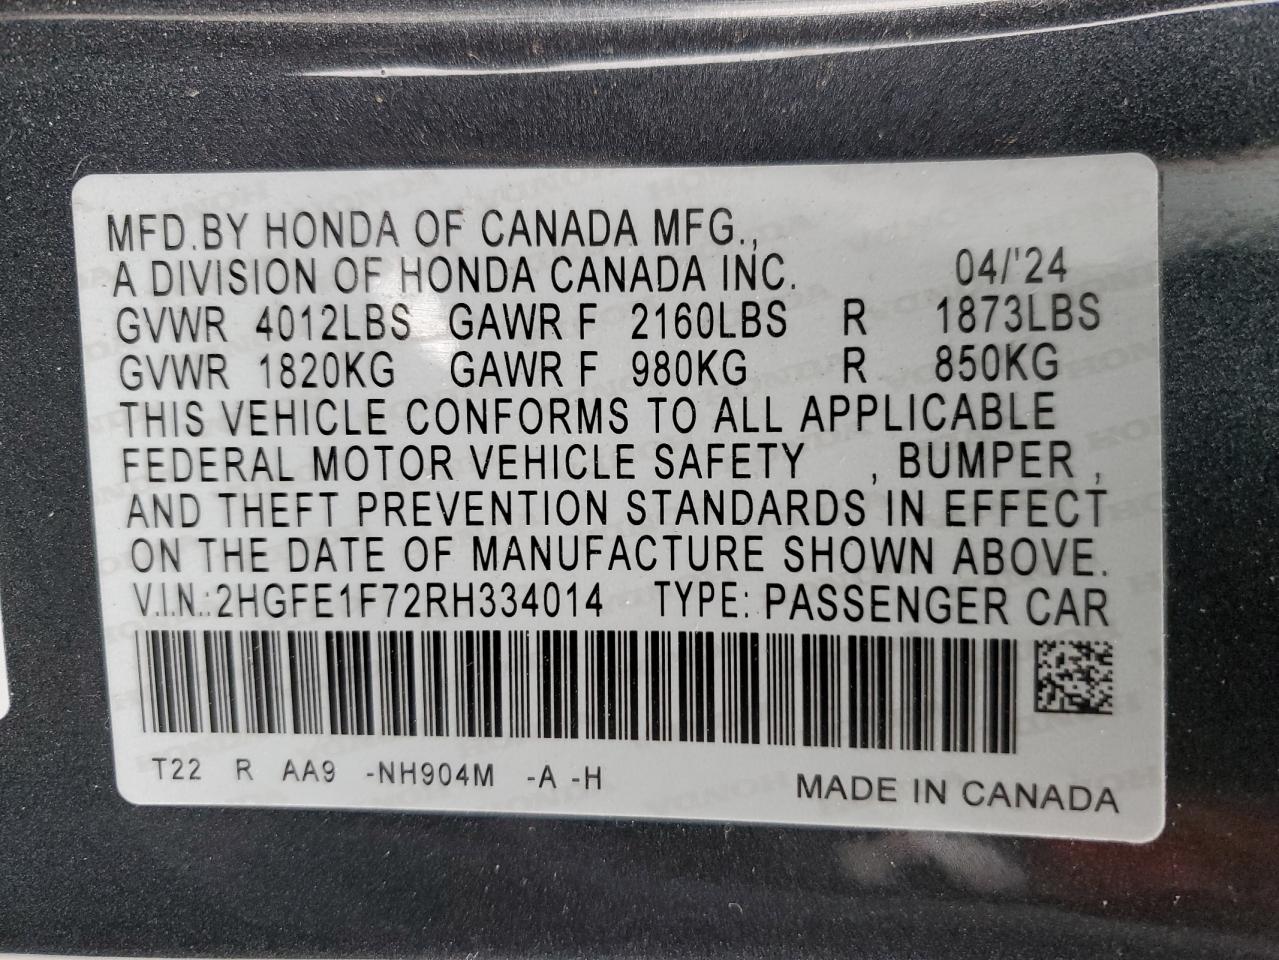 MFD.BY HONDA OF CANADA MFG.,
A DIVISION OF HONDA CANADA INC. 04/'24
GVWR 4012LBS GAWR F 2160LBS R 1873LBS
GVWR 1820KG GAWR F 980KG R 850KG
THIS VEHICLE CONFORMS TO ALL APPLICABLE
FEDERAL MOTOR VEHICLE SAFETY , BUMPER ,
AND THEFT PREVENTION STANDARDS IN EFFECT
ON THE DATE OF MANUFACTURE SHOWN ABOVE.
V.I.N.:2HGFE1F72RH334014 TYPE: PASSENGER CAR
T22 R AA9 -NH904M -A -H MADE IN CANADA